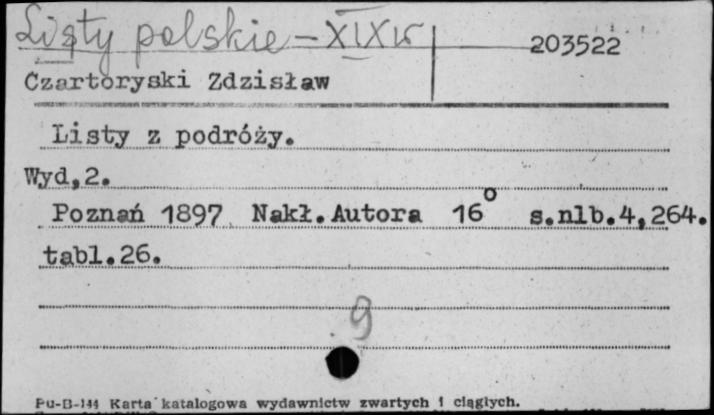 Listy polskie - XIX w 203522
Czartoryski Zdzisław
Listy z podróży.
Wyd,2.
Poznań 1897 Nakł.Autora 16° s.nlb.4,264.
tabl.26.
9
Pu-B-144 Karta katalogowa wydawnictw zwartych i ciągłych.